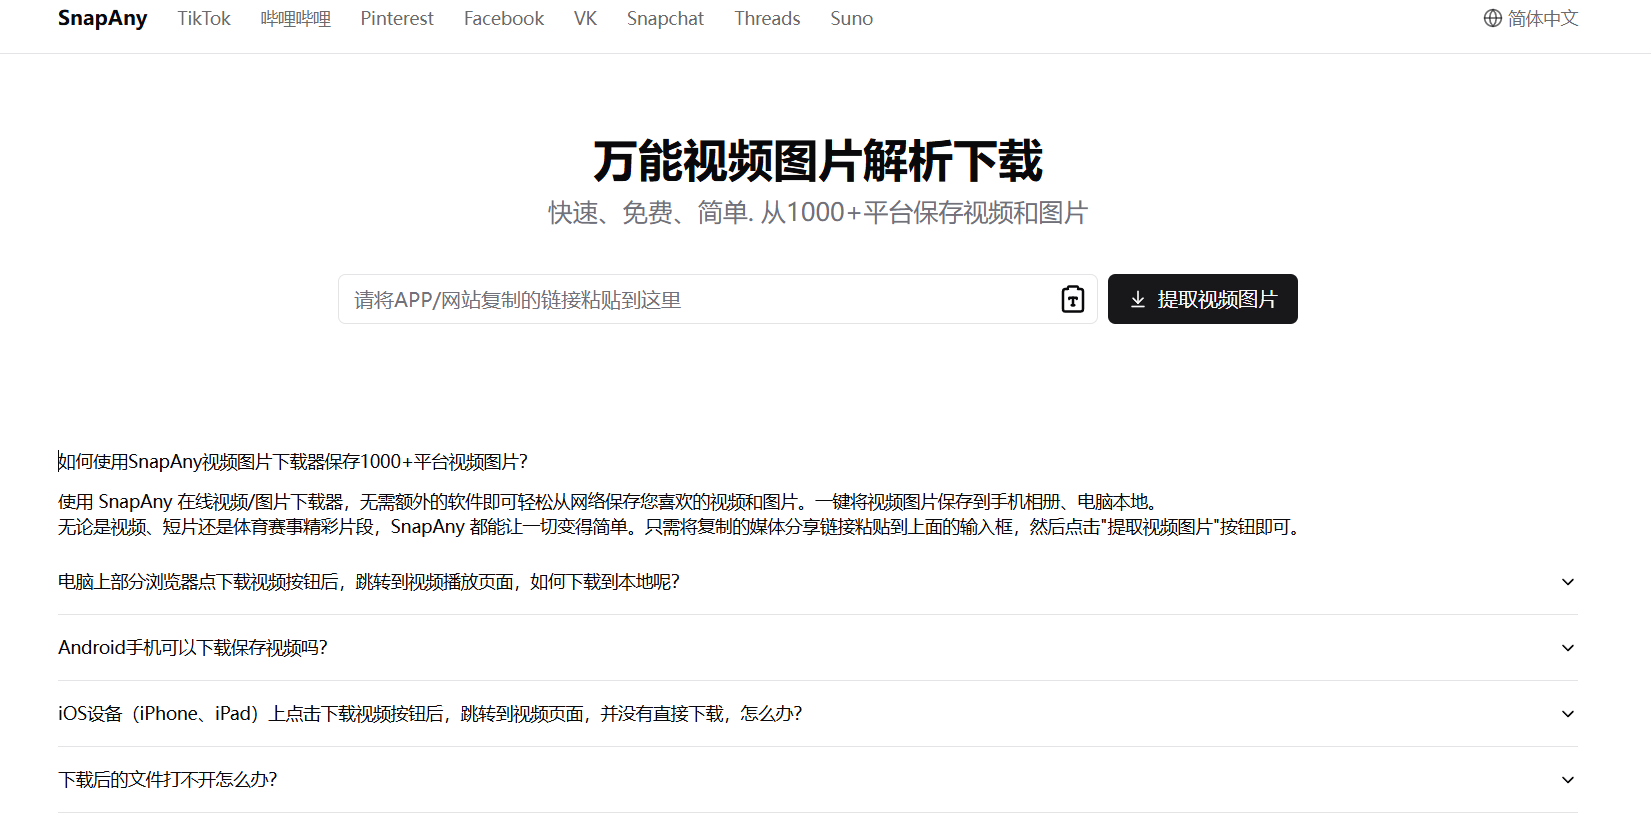 SnapAny TikTok 哔哩哔哩 Pinterest Facebook VK Snapchat Threads Suno 简体中文
万能视频图片解析下载
快速、免费、简单. 从1000+平台保存视频和图片
请将APP/网站复制的链接粘贴到这里 提取视频图片
如何使用SnapAny视频图片下载器保存1000+平台视频图片?
使用 SnapAny 在线视频/图片下载器，无需额外的软件即可轻松从网络保存您喜欢的视频和图片。一键将视频图片保存到手机相册、电脑本地。
无论是视频、短片还是体育赛事精彩片段，SnapAny 都能让一切变得简单。只需将复制的媒体分享链接粘贴到上面的输入框，然后点击"提取视频图片"按钮即可。
电脑上部分浏览器点下载视频按钮后，跳转到视频播放页面，如何下载到本地呢?
Android手机可以下载保存视频吗?
iOS设备（iPhone、iPad）上点击下载视频按钮后，跳转到视频页面，并没有直接下载，怎么办?
下载后的文件打不开怎么办?